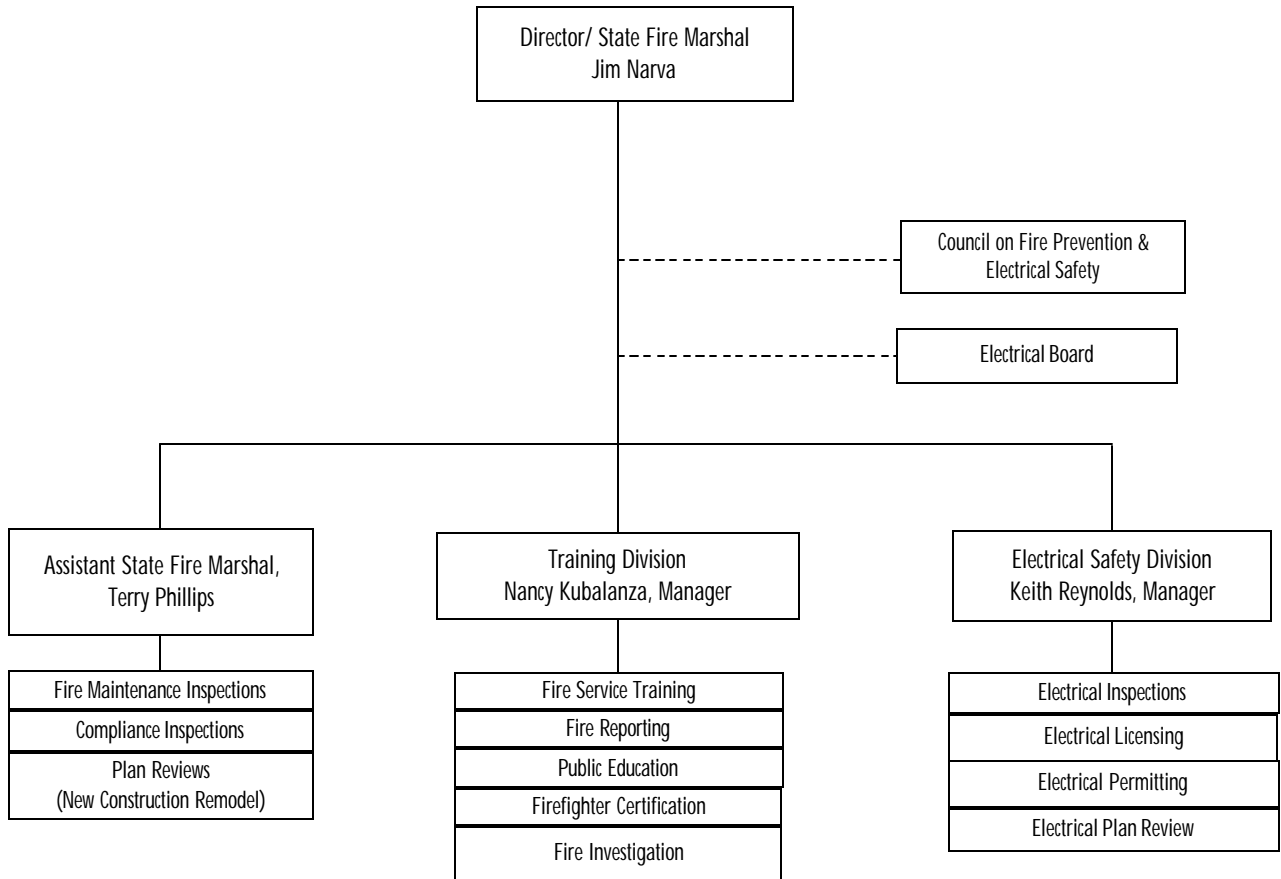 Director/ State Fire Marshal
Jim Narva
Council on Fire Prevention &
Electrical Safety
Electrical Board
Assistant State Fire Marshal,
Terry Phillips
Training Division
Nancy Kubalanza, Manager
Electrical Safety Division
Keith Reynolds, Manager
Fire Maintenance Inspections
Compliance Inspections
Plan Reviews
(New Construction Remodel)
Fire Service Training
Fire Reporting
Public Education
Firefighter Certification
Fire Investigation
Electrical Inspections
Electrical Licensing
Electrical Permitting
Electrical Plan Review